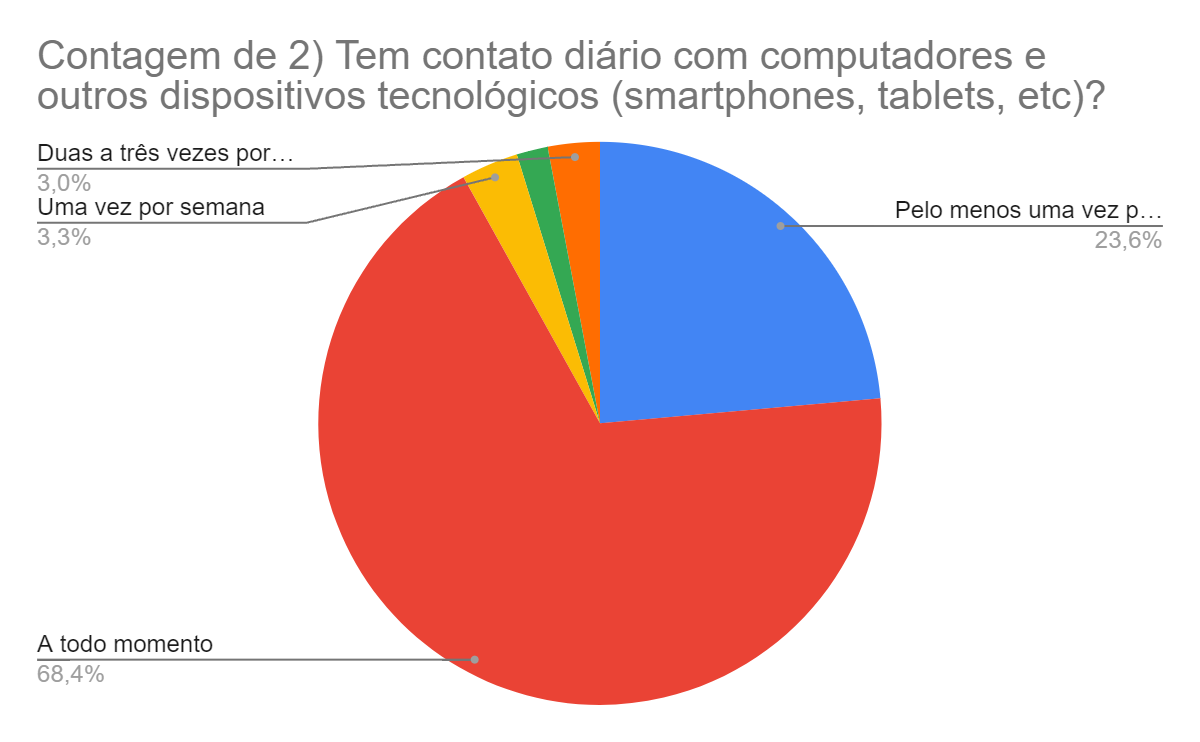 Contagem de 2) Tem contato diário com computadores e
outros dispositivos tecnológicos (smartphones, tablets, etc)?
Duas a três vezes por…
3,0%
Uma vez por semana
3,3%
Pelo menos uma vez p…
23,6%
A todo momento
68,4%